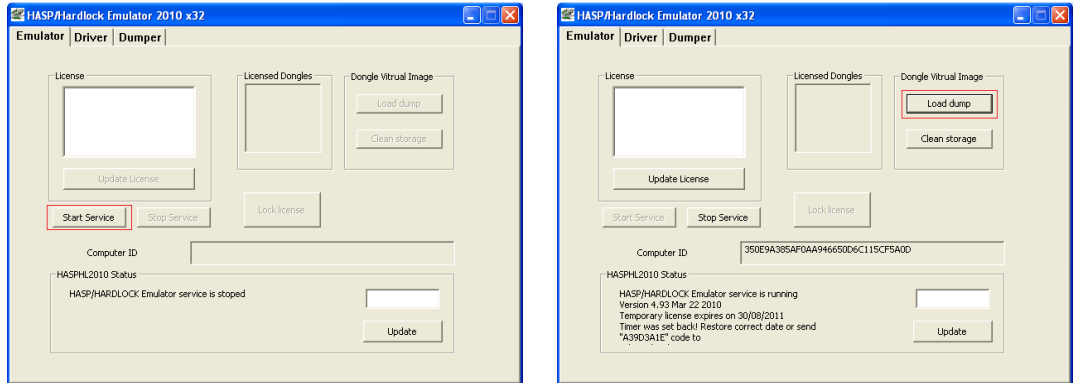 HASP/Hardlock Emulator 2010 x32
Emulator Driver Dumper
License
Licensed Dongles
Dongle Vitrual Image
Load dump
Clean storage
Update License
Start Service
Stop Service
Lock license
Computer ID
HASPHL2010 Status
HASP/HARDLOCK Emulator service is stoped
Update
HASP/Hardlock Emulator 2010 x32
Emulator Driver Dumper
License
Licensed Dongles
Dongle Vitrual Image
Load dump
Clean storage
Update License
Start Service
Stop Service
Lock license
Computer ID
350E9A385AF0AA946650D6C115CF5A0D
HASPHL2010 Status
HASP/HARDLOCK Emulator service is running
Version 4.93 Mar 22 2010
Temporary license expires on 30/08/2011
Timer was set back! Restore correct date or send
"A39D3A1E" code to
Update